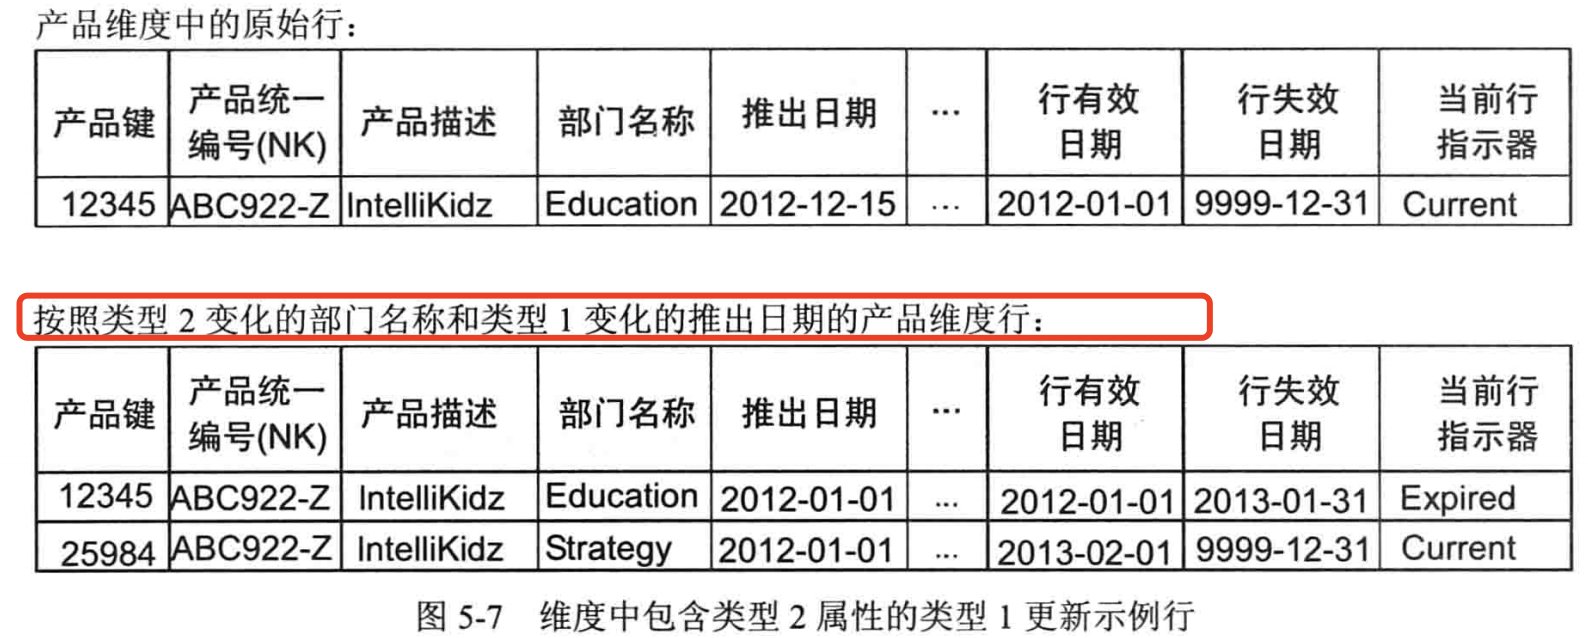 产品维度中的原始行：
产品键 产品统一编号(NK) 产品描述 部门名称 推出日期 ... 行有效日期 行失效日期 当前行指示器
12345 ABC922-Z IntelliKidz Education 2012-12-15 ... 2012-01-01 9999-12-31 Current
按照类型 2 变化的部门名称和类型 1 变化的推出日期的产品维度行：
产品键 产品统一编号(NK) 产品描述 部门名称 推出日期 ... 行有效日期 行失效日期 当前行指示器
12345 ABC922-Z IntelliKidz Education 2012-01-01 ... 2012-01-01 2013-01-31 Expired
25984 ABC922-Z IntelliKidz Strategy 2012-01-01 ... 2013-02-01 9999-12-31 Current
图 5-7 维度中包含类型 2 属性的类型 1 更新示例行